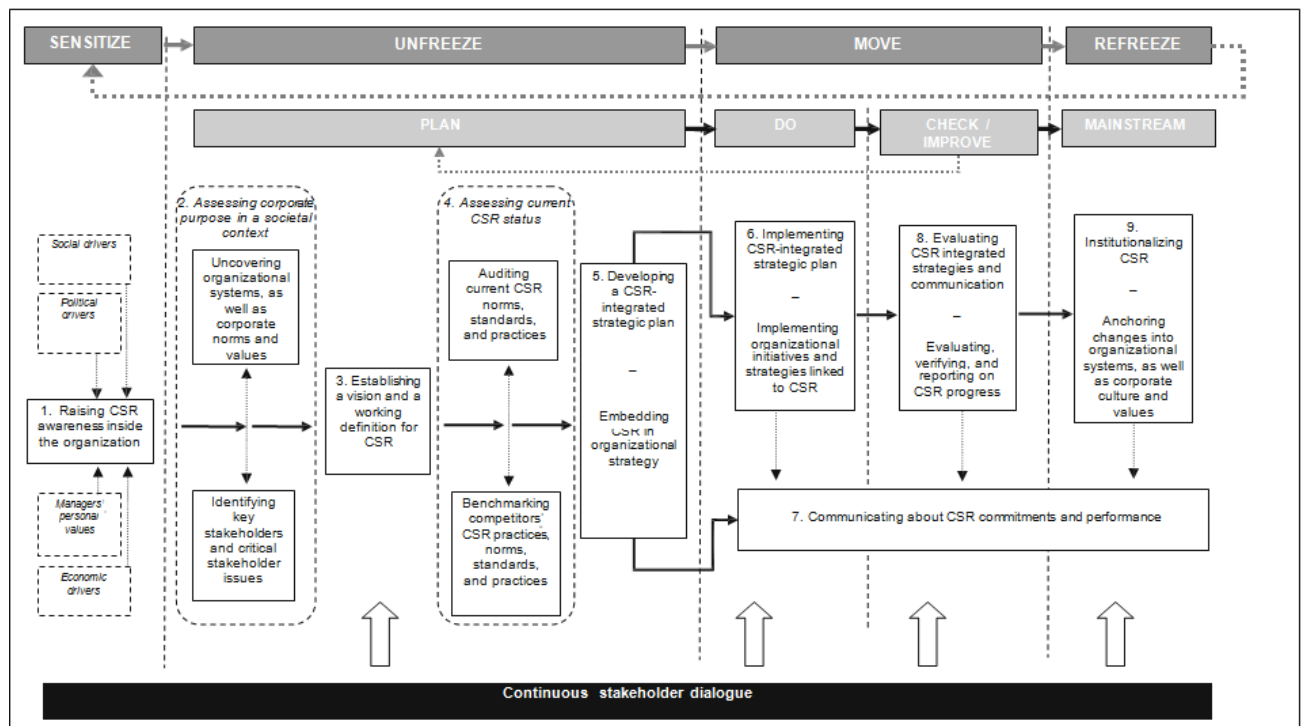 SENSITIZE
UNFREEZE
MOVE
REFREEZE
PLAN
DO
CHECK /
IMPROVE
MAINSTREAM
Social drivers
Political
drivers
1. Raising CSR
awareness inside
the organization
Managers'
personal
values
Economic
drivers
2. Assessing corporate
purpose in a societal
context
Uncovering
organizational
systems, as
well as
corporate
norms and
values
Identifying
key
stakeholders
and critical
stakeholder
issues
3. Establishing
a vision and a
working
definition for
CSR
4. Assessing current
CSR status
Auditing
current CSR
norms,
standards,
and practices
Benchmarking
competitors'
CSR practices,
norms,
standards,
and practices
5. Developing
a CSR-
integrated
strategic plan
–
Embedding
CSR in
organizational
strategy
6. Implementing
CSR-integrated
strategic plan
–
Implementing
organizational
initiatives and
strategies linked
to CSR
8. Evaluating
CSR integrated
strategies and
communication
–
Evaluating,
verifying, and
reporting on
CSR progress
9.
Institutionalizing
CSR
–
Anchoring
changes into
organizational
systems, as well
as corporate
culture and
values
7. Communicating about CSR commitments and performance
Continuous stakeholder dialogue